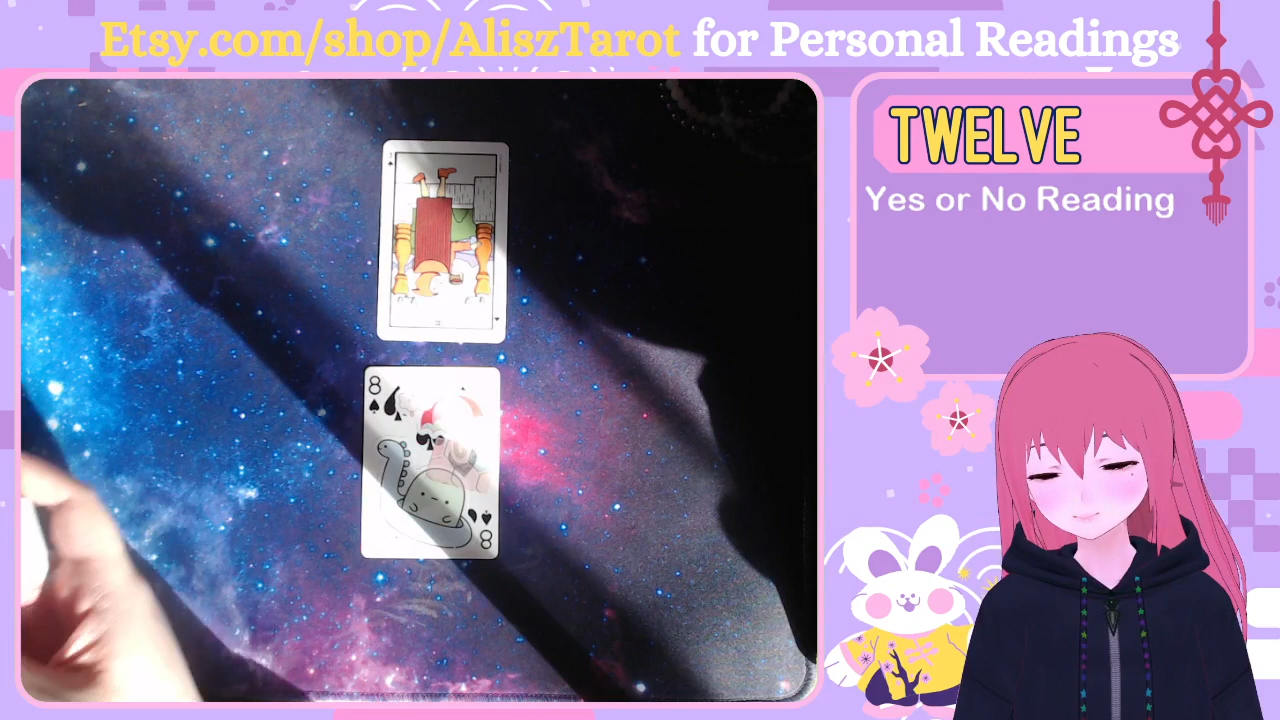 Etsy.com/shop/AliszTarot for Personal Readings
TWELVE
Yes or No Reading
8
8